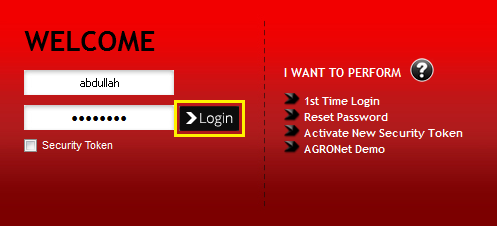 WELCOME
abdullah
••••••••
Login
Security Token
I WANT TO PERFORM ?
1st Time Login
Reset Password
Activate New Security Token
AGRONet Demo